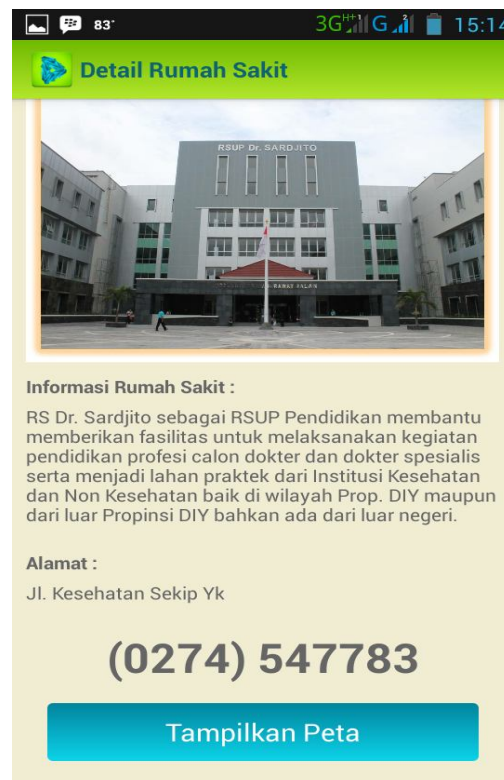 83°
3G H+ G 15:14
Detail Rumah Sakit
RSUP Dr. SARDJITO
RAWAT JALAN
Informasi Rumah Sakit :
RS Dr. Sardjito sebagai RSUP Pendidikan membantu
memberikan fasilitas untuk melaksanakan kegiatan
pendidikan profesi calon dokter dan dokter spesialis
serta menjadi lahan praktek dari Institusi Kesehatan
dan Non Kesehatan baik di wilayah Prop. DIY maupun
dari luar Propinsi DIY bahkan ada dari luar negeri.
Alamat :
Jl. Kesehatan Sekip Yk
(0274) 547783
Tampilkan Peta